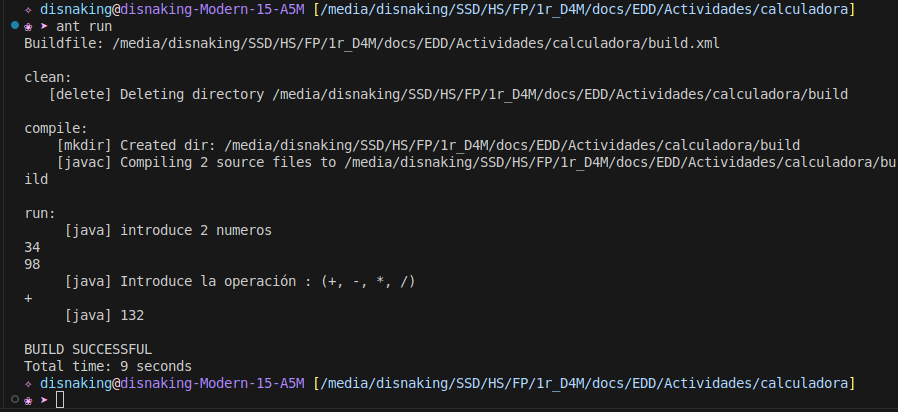 ✧ disnaking@disnaking-Modern-15-A5M [/media/disnaking/SSD/HS/FP/1r_D4M/docs/EDD/Actividades/calculadora]
❀ ➤ ant run
Buildfile: /media/disnaking/SSD/HS/FP/1r_D4M/docs/EDD/Actividades/calculadora/build.xml
clean:
[delete] Deleting directory /media/disnaking/SSD/HS/FP/1r_D4M/docs/EDD/Actividades/calculadora/build
compile:
[mkdir] Created dir: /media/disnaking/SSD/HS/FP/1r_D4M/docs/EDD/Actividades/calculadora/build
[javac] Compiling 2 source files to /media/disnaking/SSD/HS/FP/1r_D4M/docs/EDD/Actividades/calculadora/bu
ild
run:
[java] introduce 2 numeros
34
98
[java] Introduce la operación : (+, -, *, /)
+
[java] 132
BUILD SUCCESSFUL
Total time: 9 seconds
✧ disnaking@disnaking-Modern-15-A5M [/media/disnaking/SSD/HS/FP/1r_D4M/docs/EDD/Actividades/calculadora]
❀ ➤